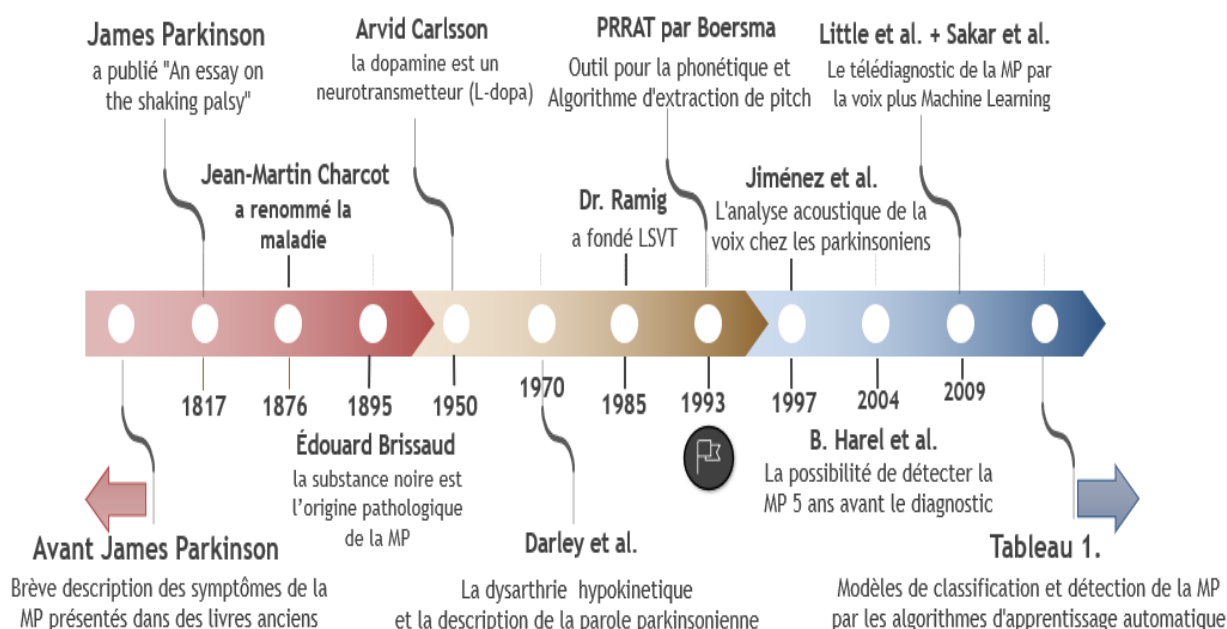 James Parkinson
a publié "An essay on
the shaking palsy"
Arvid Carlsson
la dopamine est un
neurotransmetteur (L-dopa)
PRRAT par Boersma
Outil pour la phonétique et
Algorithme d'extraction de pitch
Little et al. + Sakar et al.
Le télédiagnostic de la MP par
la voix plus Machine Learning
Jean-Martin Charcot
a renommé la
maladie
Dr. Ramig
a fondé LSVT
Jiménez et al.
L'analyse acoustique de la
voix chez les parkinsoniens
1817
1876
1895
1950
1970
1985
1993
1997
2004
2009
Édouard Brissaud
la substance noire est
l’origine pathologique
de la MP
B. Harel et al.
La possibilité de détecter la
MP 5 ans avant le diagnostic
Avant James Parkinson
Brève description des symptômes de la
MP présentés dans des livres anciens
Darley et al.
La dysarthrie hypokinetique
et la description de la parole parkinsonienne
Tableau 1.
Modèles de classification et détection de la MP
par les algorithmes d'apprentissage automatique